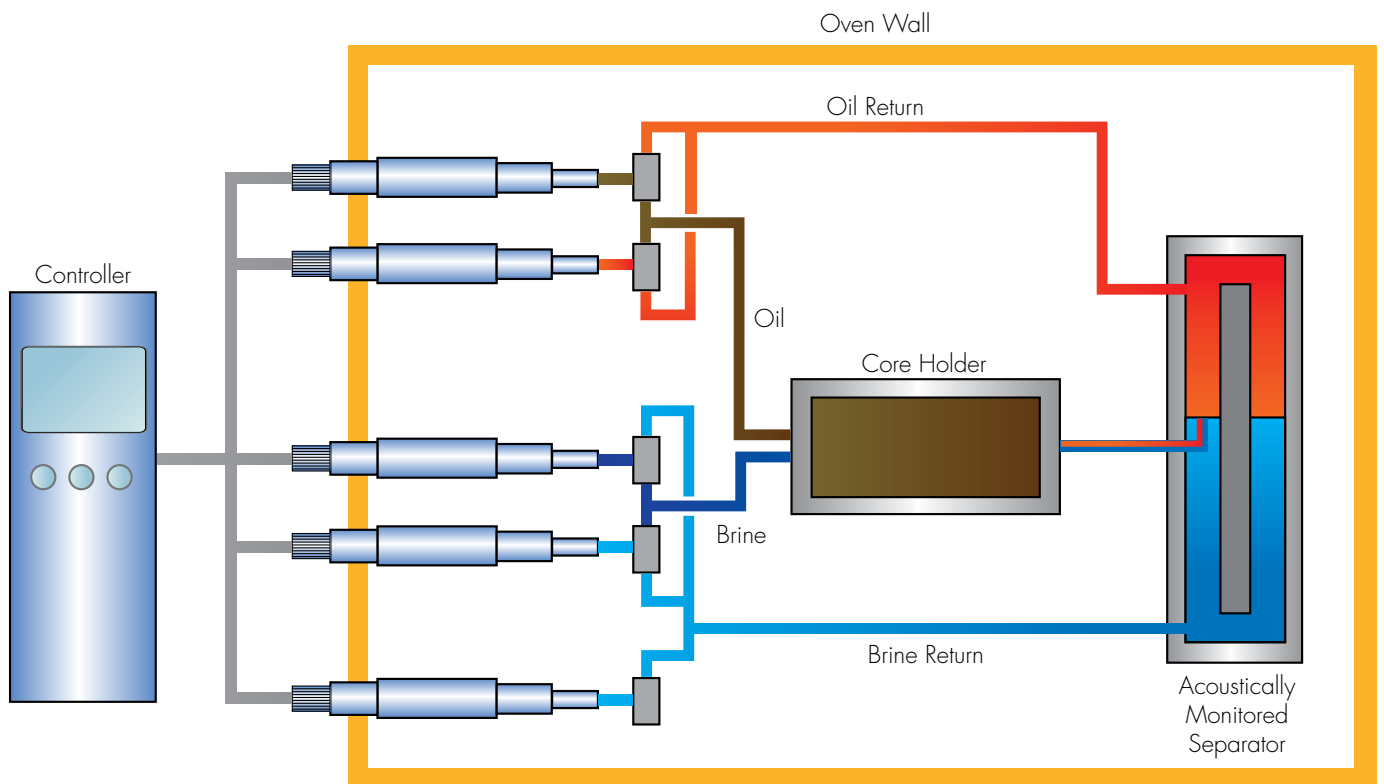 Oven Wall
Oil Return
Controller
Oil
Core Holder
Brine
Brine Return
Acoustically
Monitored
Separator